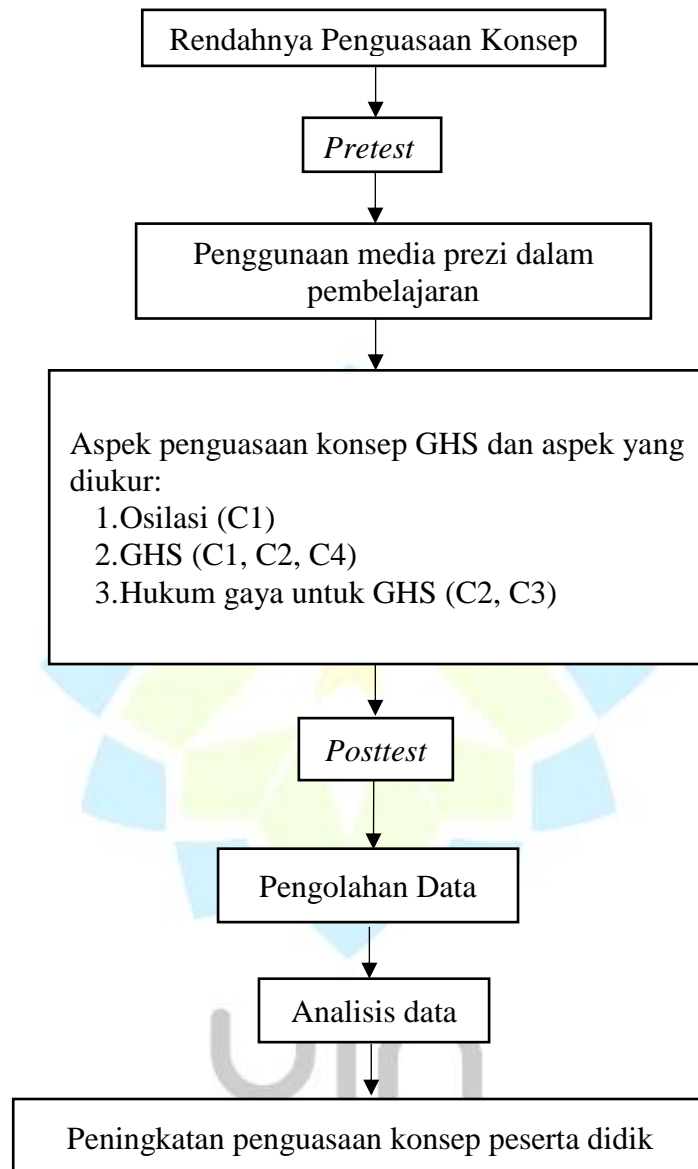 Rendahnya Penguasaan Konsep
Pretest
Penggunaan media prezi dalam
pembelajaran
Aspek penguasaan konsep GHS dan aspek yang
diukur:
1.Osilasi (C1)
2.GHS (C1, C2, C4)
3.Hukum gaya untuk GHS (C2, C3)
Posttest
Pengolahan Data
Analisis data
uin
Peningkatan penguasaan konsep peserta didik